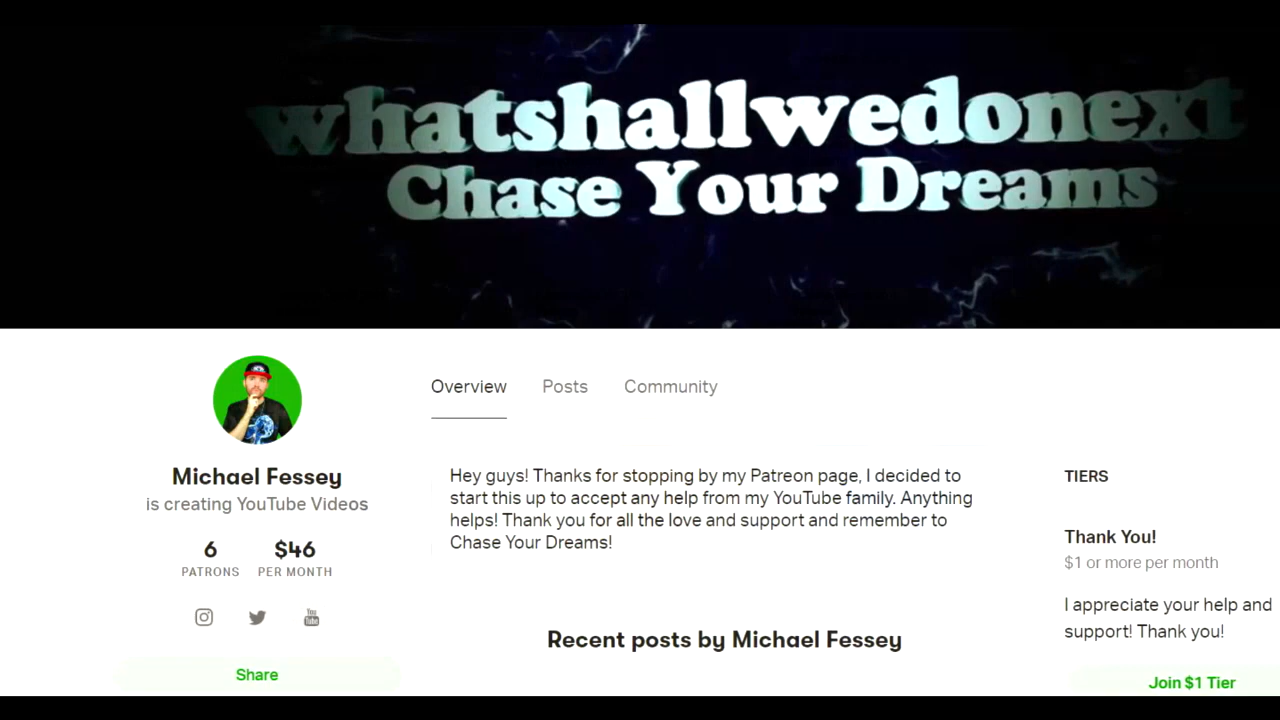 whatshallwedonext
Chase Your Dreams
Overview
Posts
Community
Michael Fessey
is creating YouTube Videos
6
PATRONS
$46
PER MONTH
You
Tube
Share
Hey guys! Thanks for stopping by my Patreon page, I decided to
start this up to accept any help from my YouTube family. Anything
helps! Thank you for all the love and support and remember to
Chase Your Dreams!
Recent posts by Michael Fessey
TIERS
Thank You!
$1 or more per month
I appreciate your help and
support! Thank you!
Join $1 Tier